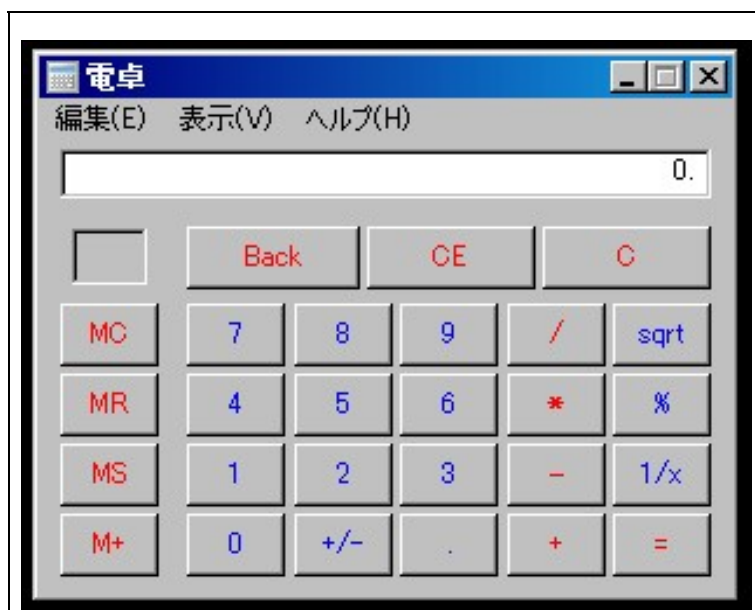 電卓
編集(E) 表示(V) ヘルプ(H)
0.
Back CE C
MC 7 8 9 / sqrt
MR 4 5 6 * %
MS 1 2 3 - 1/x
M+ 0 +/- . + =